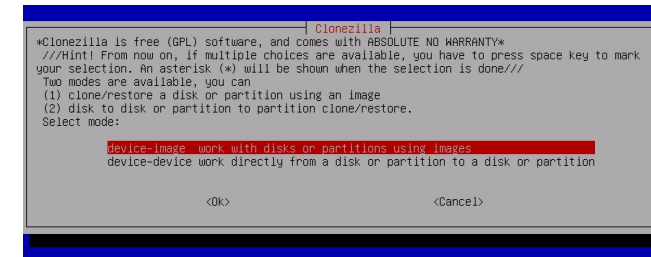 Clonezilla
*Clonezilla is free (GPL) software, and comes with ABSOLUTE NO WARRANTY*
///Hint! From now on, if multiple choices are available, you have to press space key to mark
your selection. An asterisk (*) will be shown when the selection is done///
Two modes are available, you can
(1) clone/restore a disk or partition using an image
(2) disk to disk or partition to partition clone/restore.
Select mode:
device-image work with disks or partitions using images
device-device work directly from a disk or partition to a disk or partition
<Ok> <Cancel>